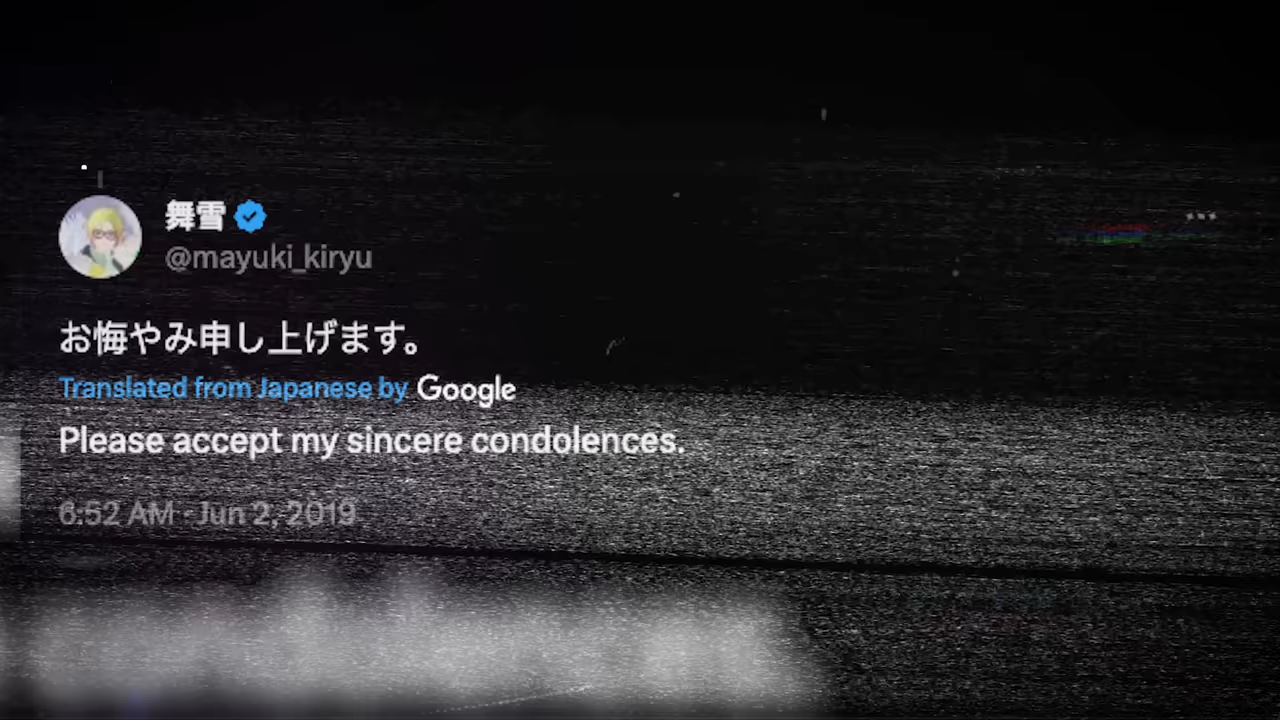 舞雪
@mayuki_kiryu
お悔やみ申し上げます。
Translated from Japanese by Google
Please accept my sincere condolences.
6:52 AM · Jun 2, 2019